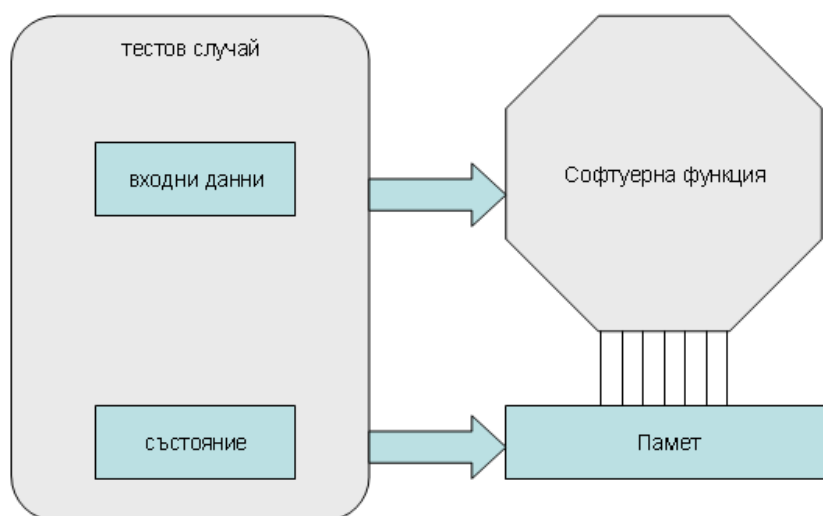 тестов случай
входни данни
Софтуерна функция
състояние
Памет